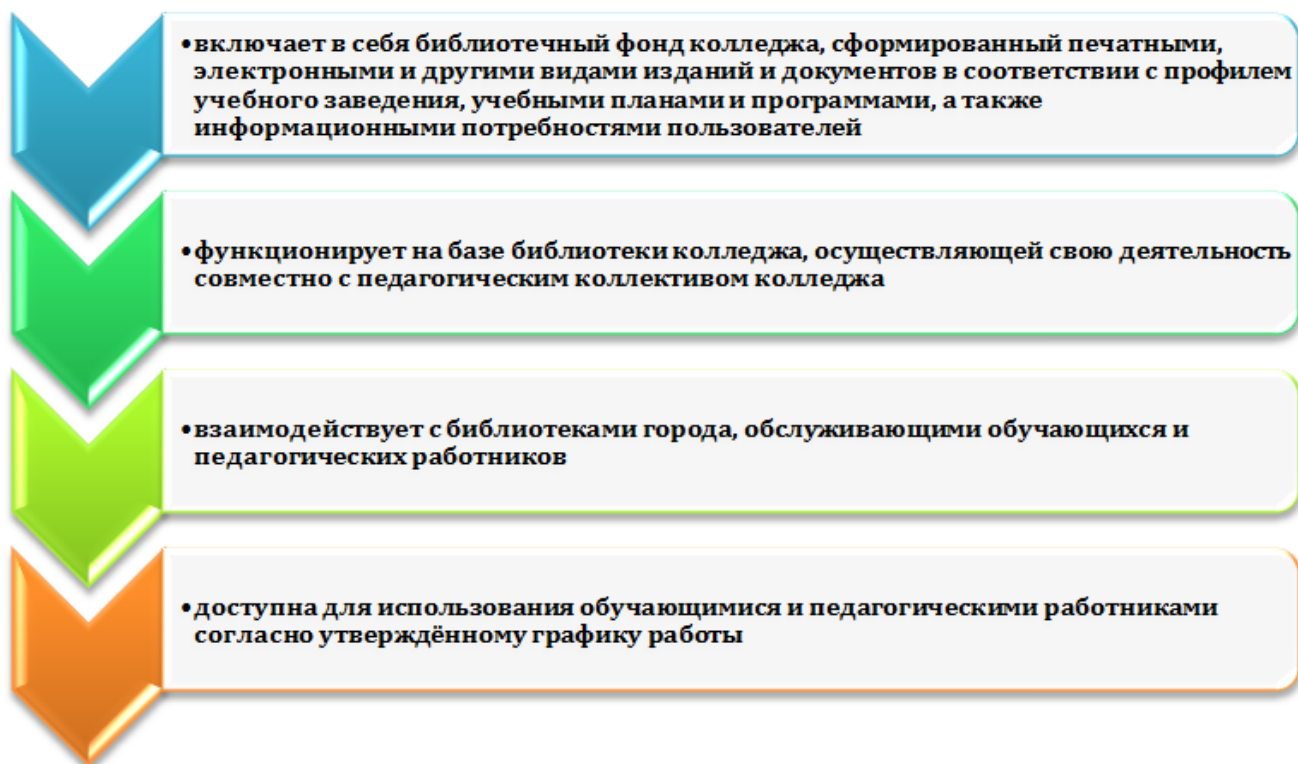 •включает в себя библиотечный фонд колледжа, сформированный печатными,
электронными и другими видами изданий и документов в соответствии с профилем
учебного заведения, учебными планами и программами, а также
информационными потребностями пользователей
•функционирует на базе библиотеки колледжа, осуществляющей свою деятельность
совместно с педагогическим коллективом колледжа
•взаимодействует с библиотеками города, обслуживающими обучающихся и
педагогических работников
•доступна для использования обучающимися и педагогическими работниками
согласно утверждённому графику работы